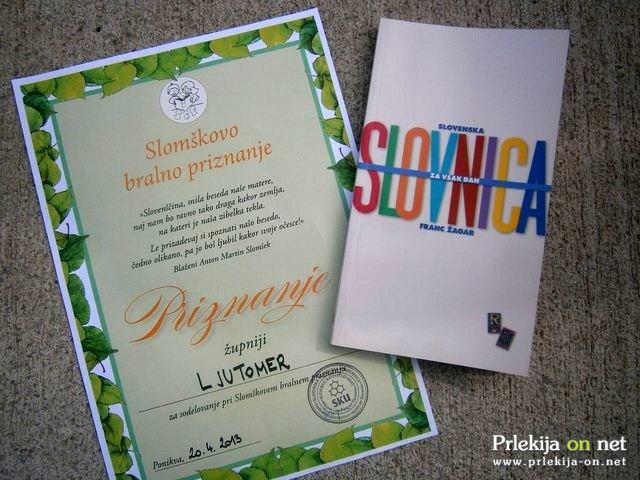 SBP
Slomškovo
bralno priznanje
»Slovenščina, mila beseda naše matere,
naj nam bo ravno tako draga kakor zemlja,
na kateri je naša zibelka tekla.
Le prizadevaj si spoznati našo besedo,
čedno olikano, pa jo boš ljubil kakor svoje očesce!«
Blaženi Anton Martin Slomšek
Priznanje
župniji
LJUTOMER
za sodelovanje pri Slomškovem bralnem priznanju
SKU
Ponikva, 20.4.2013
SLOVENSKA
SLOVNICA
ZA VSAK DAN
FRANC ŽAGAR
R
Prlekija on net
www.prlekija-on.net